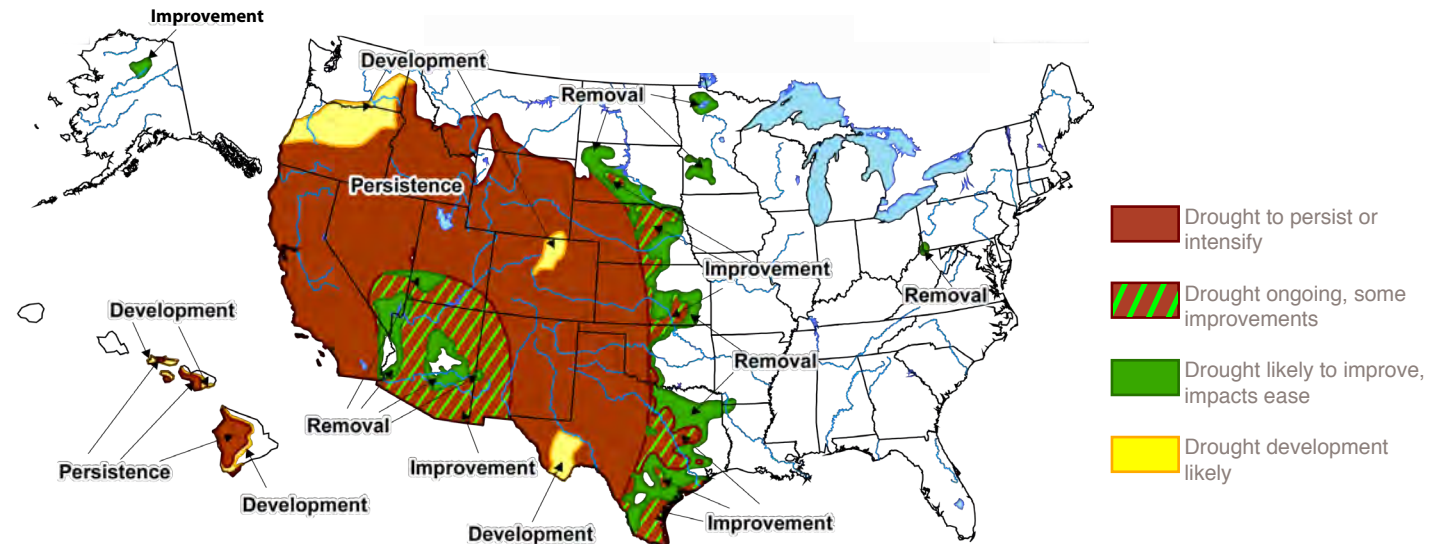 Improvement
Development
Removal
Persistence
Improvement
Removal
Development
Removal
Removal
Persistence
Improvement
Development
Development
Improvement
Drought to persist or
intensify
Drought ongoing, some
improvements
Drought likely to improve,
impacts ease
Drought development
likely